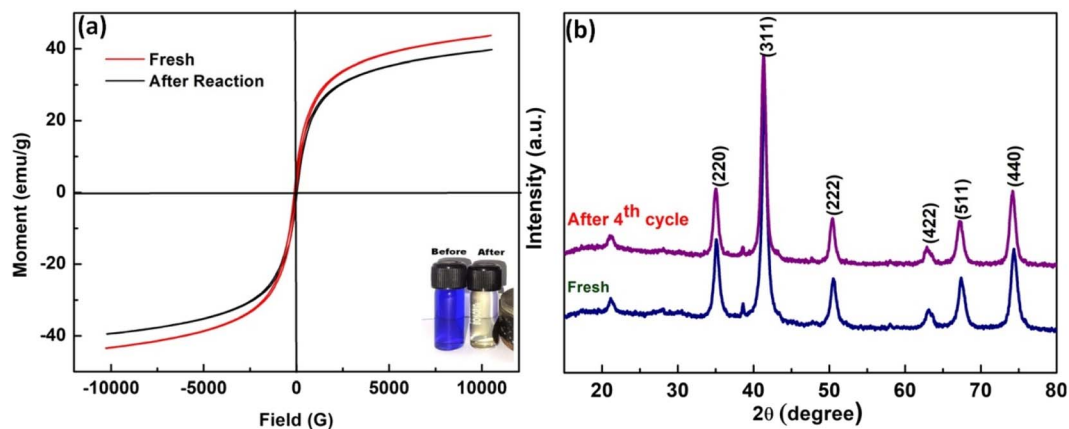 (a)
Fresh
After Reaction
Moment (emu/g)
40
20
0
-20
-40
Before After
-10000 -5000 0 5000 10000
Field (G)
(b)
Intensity (a.u.)
(220)
(311)
(222)
(422)
(511)
(440)
After 4th cycle
Fresh
20 30 40 50 60 70 80
2θ (degree)